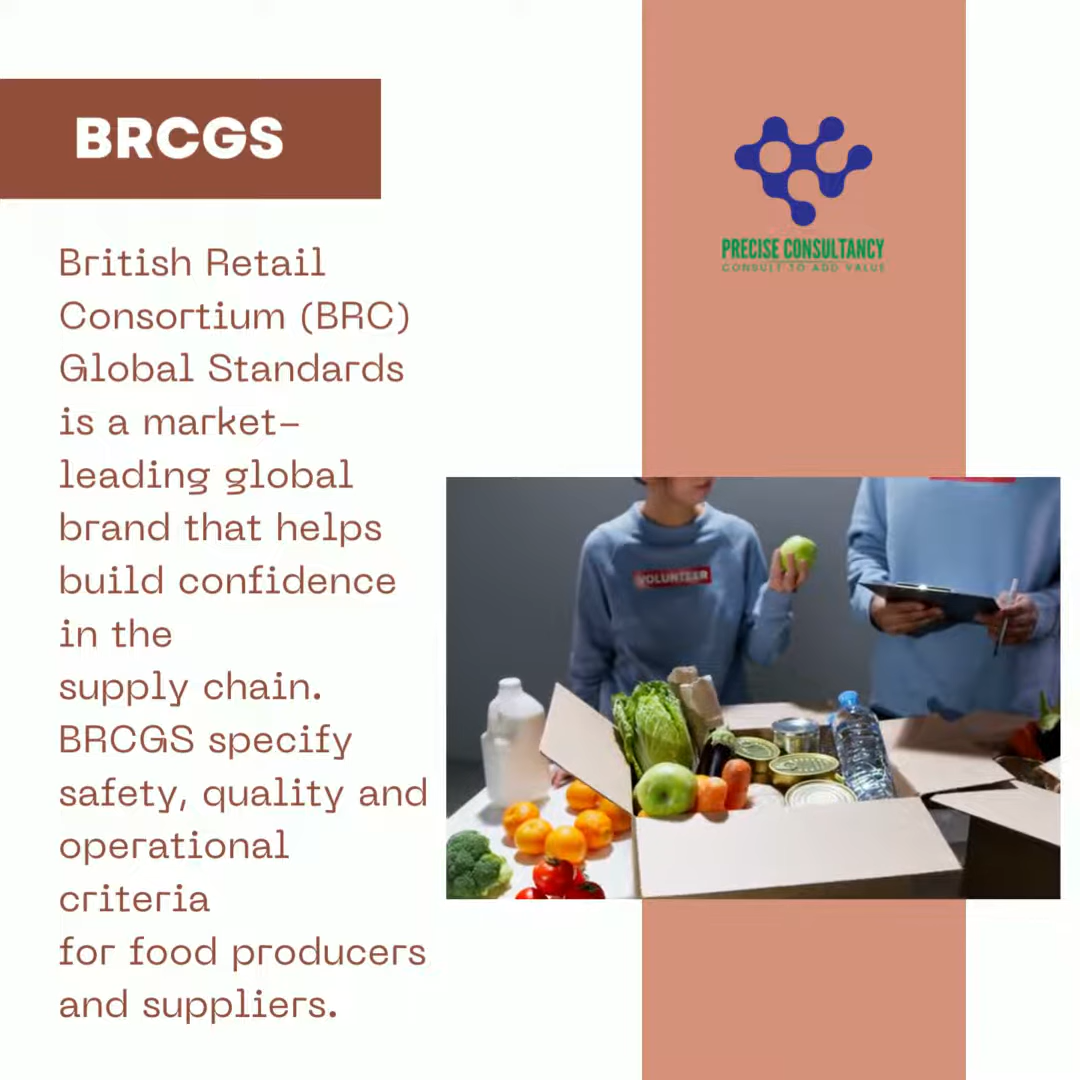 BRCGS
British Retail
Consortium (BRC)
Global Standards
is a market-
leading global
brand that helps
build confidence
in the
supply chain.
BRCGS specify
safety, quality and
operational
criteria
for food producers
and suppliers.
PRECISE CONSULTANCY
CONSULT TO ADD VALUE
VOLUNTEER